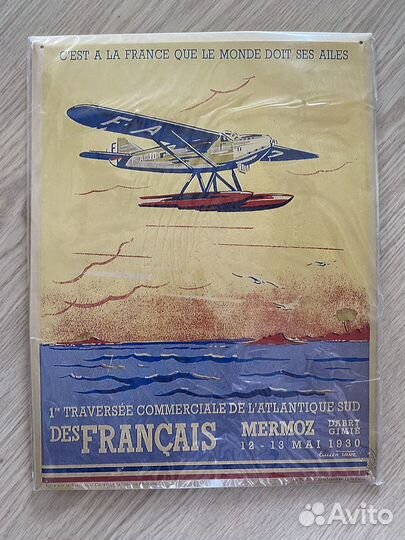 C'EST A LA FRANCE QUE LE MONDE DOIT SES AILES
F-A
F
1re TRAVERSÉE COMMERCIALE DE L'ATLANTIQUE SUD
DES FRANÇAIS MERMOZ DABRY GIMIÉ
12 - 13 MAI 1930
Avito